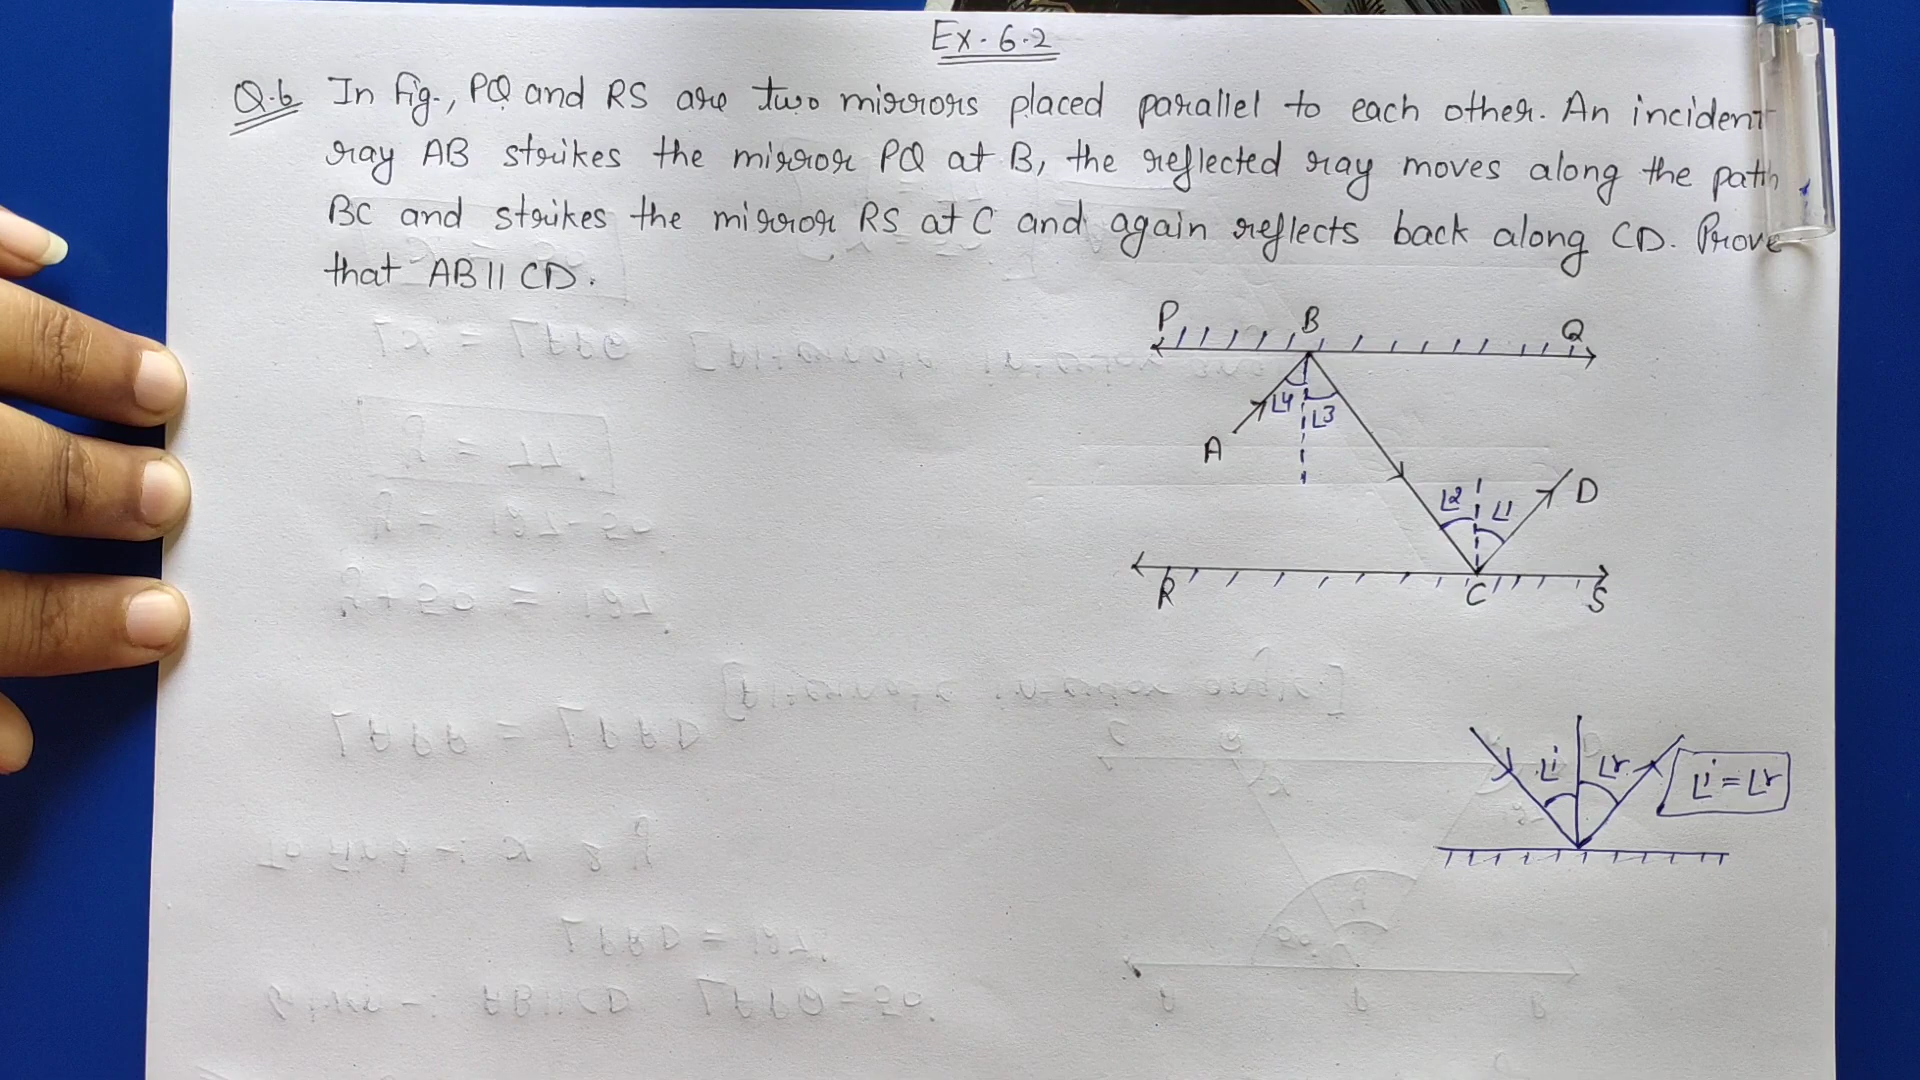 Ex. 6.2
Q.6 In fig., PQ and RS are two mirrors placed parallel to each other. An incident
ray AB strikes the mirror PQ at B, the reflected ray moves along the path
BC and strikes the mirror RS at C and again reflects back along CD. Prove
that AB || CD.
P B Q
∠4 ∠3
A
∠2 ∠1 D
R C S
∠i ∠r ∠i = ∠r